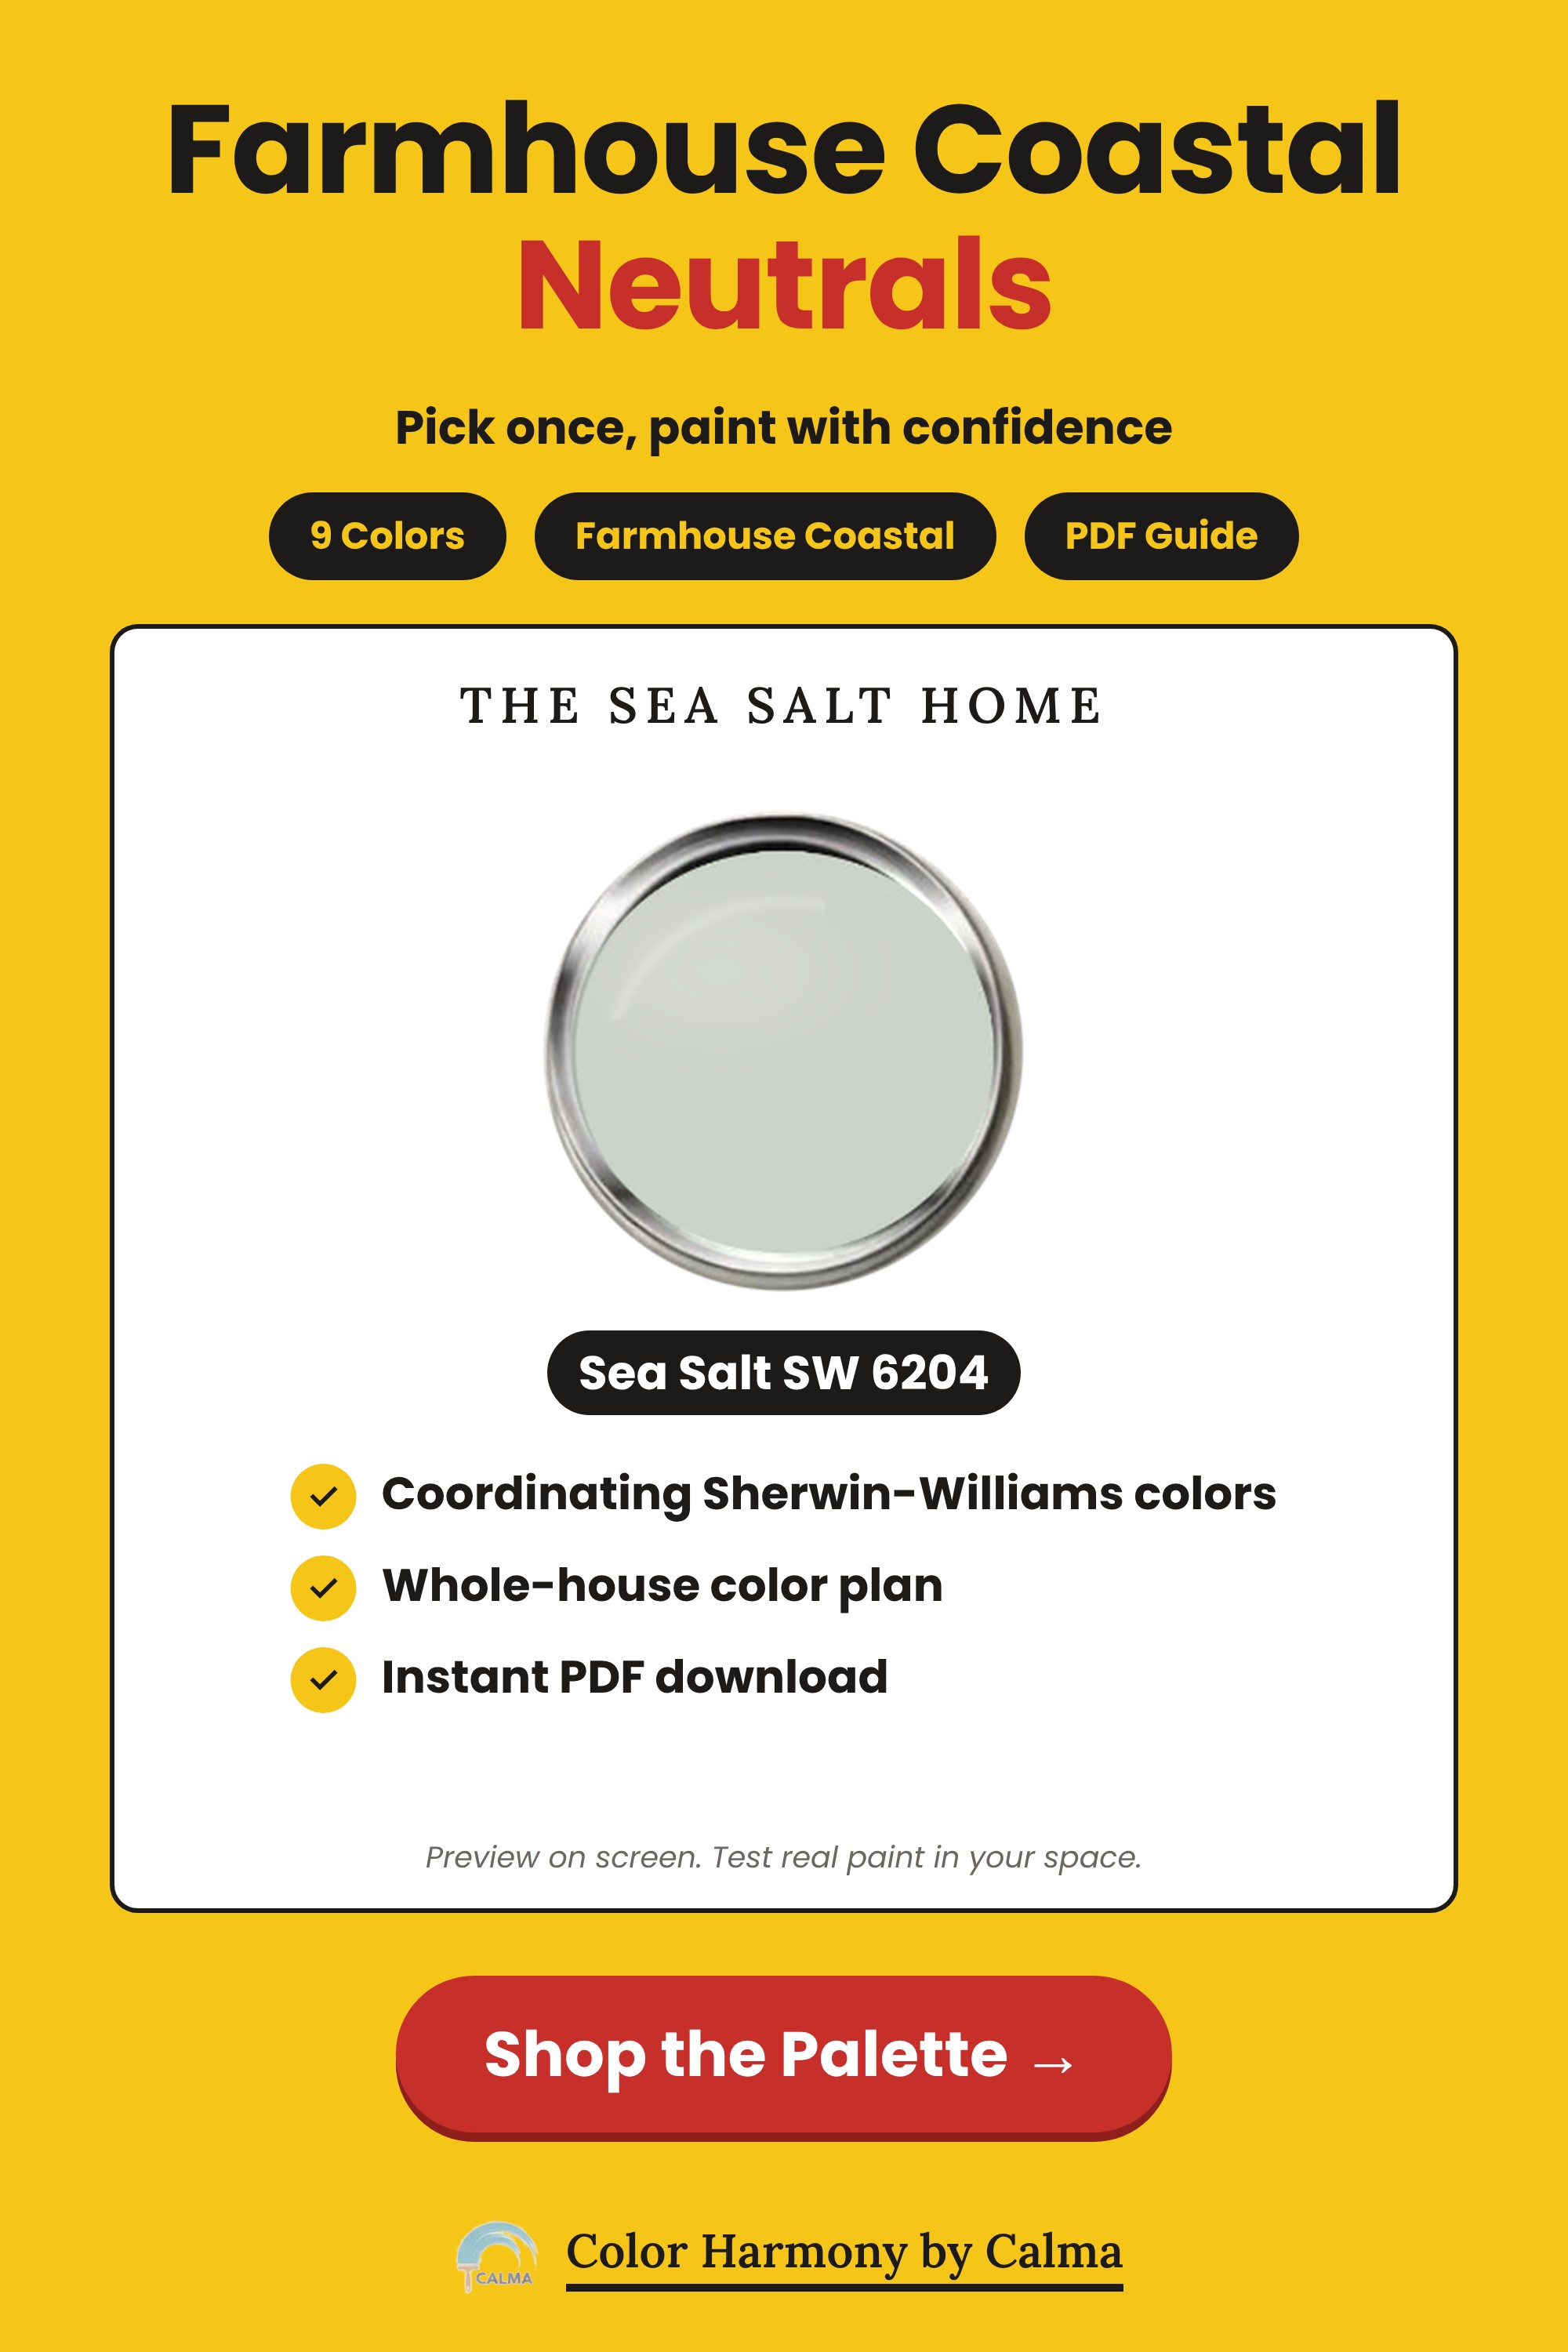 Farmhouse Coastal
Neutrals
Pick once, paint with confidence
9 Colors
Farmhouse Coastal
PDF Guide
THE SEA SALT HOME
Sea Salt SW 6204
Coordinating Sherwin-Williams colors
Whole-house color plan
Instant PDF download
Preview on screen. Test real paint in your space.
Shop the Palette →
CALMA
Color Harmony by Calma